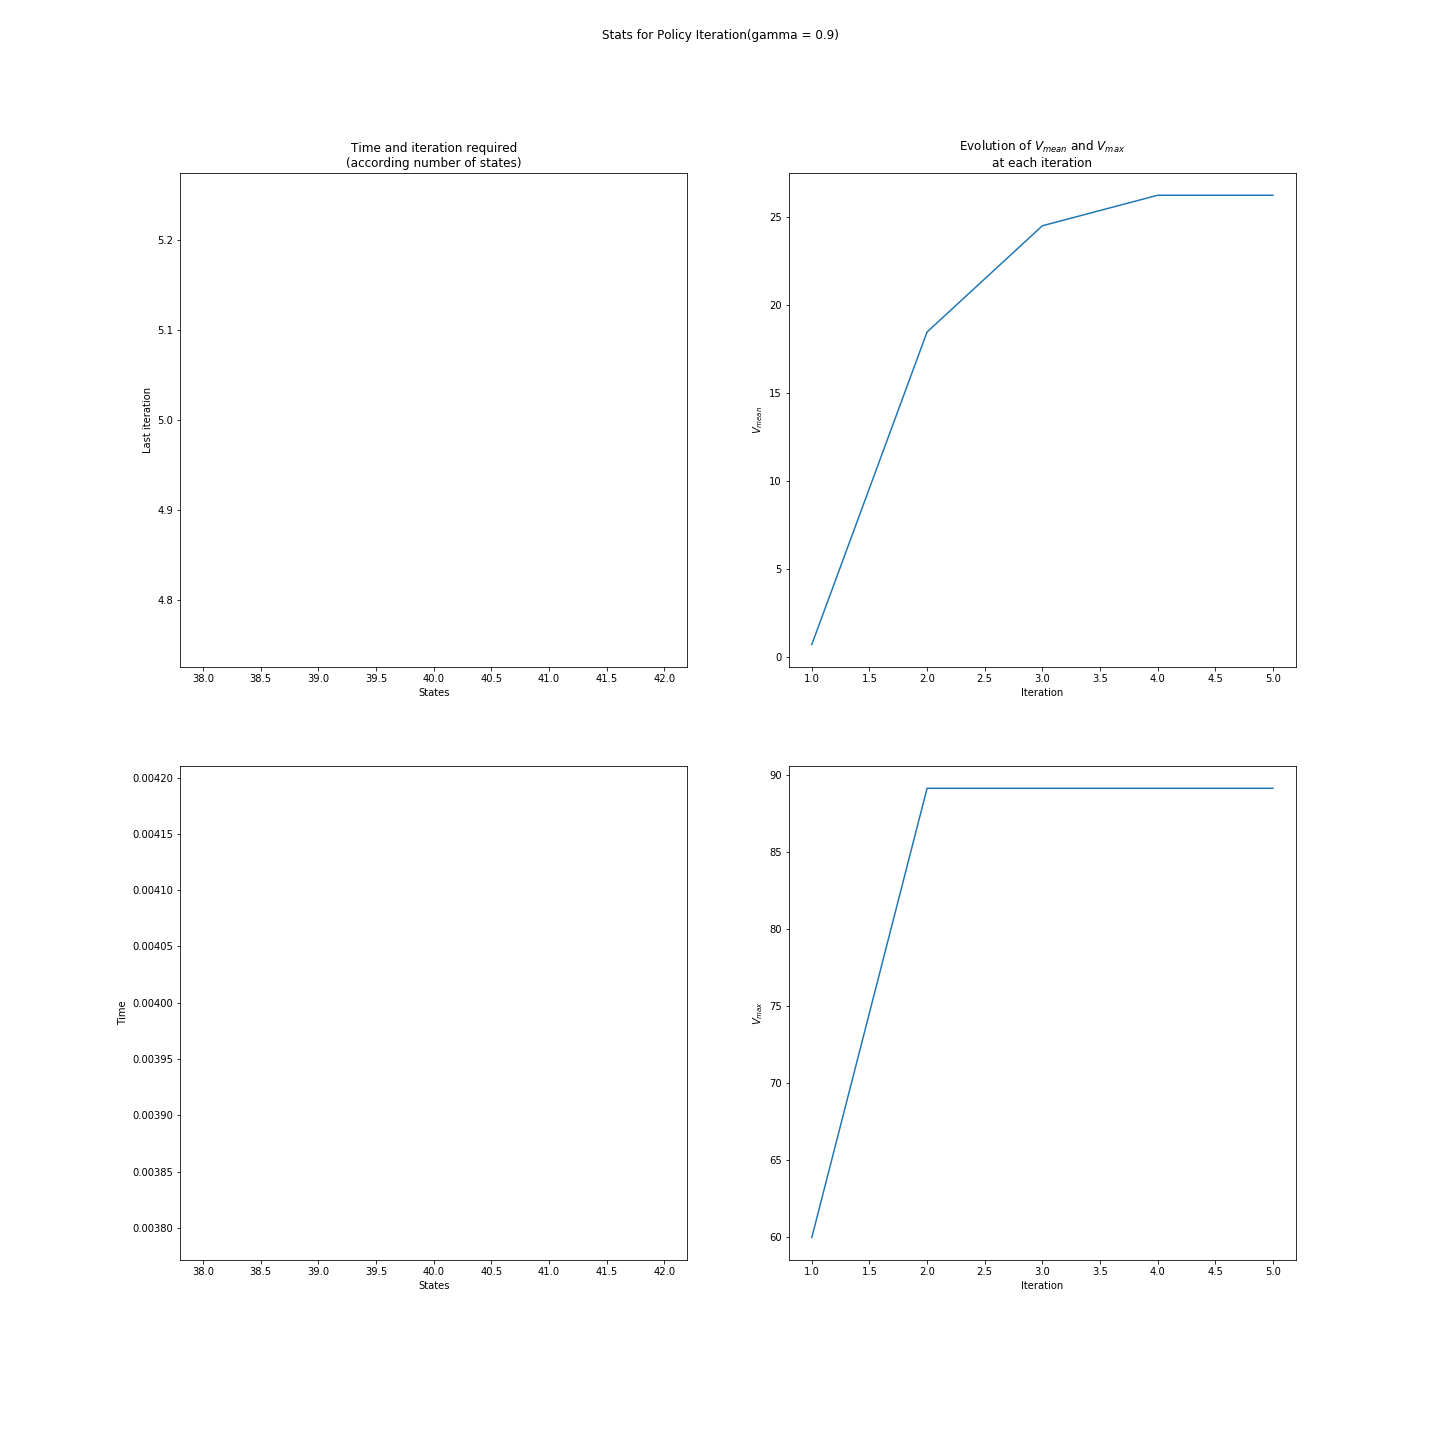 Stats for Policy Iteration(gamma = 0.9)
Time and iteration required
(according number of states)
5.2
5.1
5.0
4.9
4.8
Last iteration
38.0 38.5 39.0 39.5 40.0 40.5 41.0 41.5 42.0
States
Evolution of V_mean and V_max
at each iteration
25
20
15
10
5
0
V_mean
1.0 1.5 2.0 2.5 3.0 3.5 4.0 4.5 5.0
Iteration
0.00420
0.00415
0.00410
0.00405
0.00400
0.00395
0.00390
0.00385
0.00380
Time
38.0 38.5 39.0 39.5 40.0 40.5 41.0 41.5 42.0
States
90
85
80
75
70
65
60
V_max
1.0 1.5 2.0 2.5 3.0 3.5 4.0 4.5 5.0
Iteration